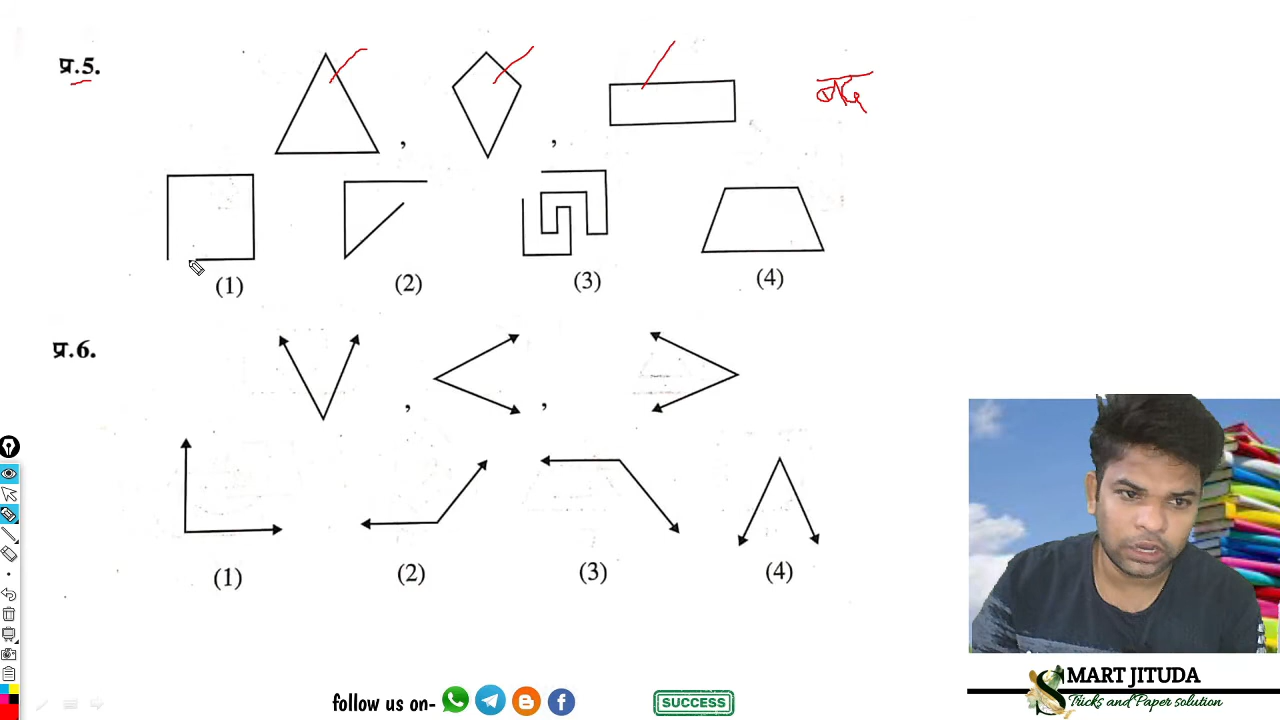 प्र.5.
, ,
(1) (2) (3) (4)
प्र.6.
, ,
(1) (2) (3) (4)
SMART JITUDA
Tricks and Paper solution
follow us on-
SUCCESS